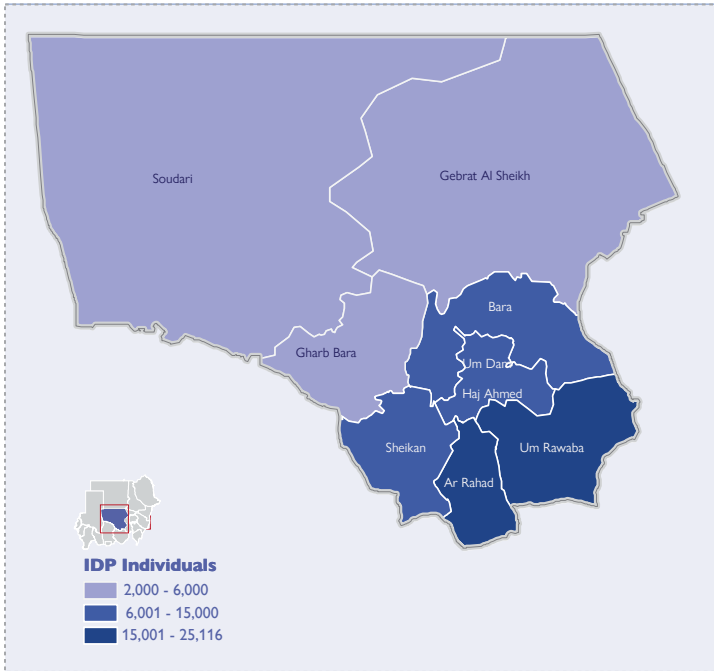 Soudari
Gebrat Al Sheikh
Bara
Gharb Bara
Um Dam
Haj Ahmed
Sheikan
Um Rawaba
Ar Rahad
IDP Individuals
2,000 - 6,000
6,001 - 15,000
15,001 - 25,116